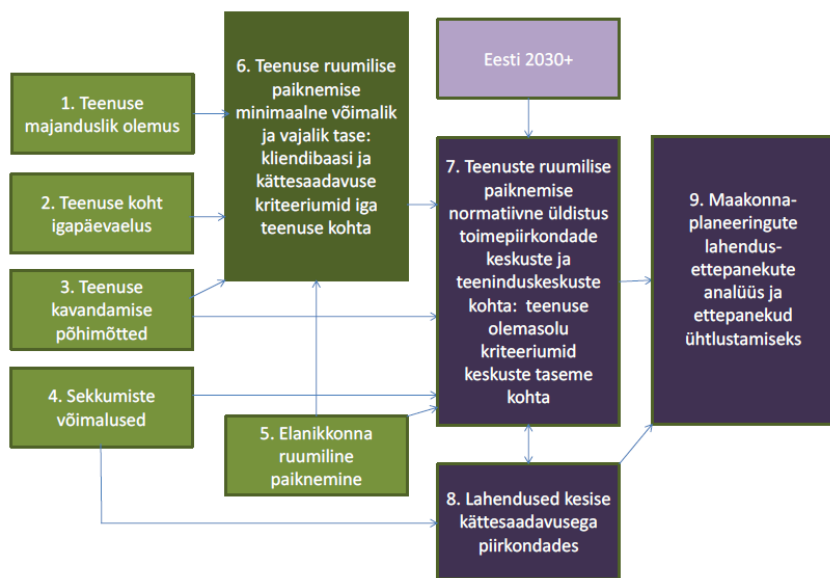 1. Teenuse
majanduslik olemus
2. Teenuse koht
igapäevaelus
3. Teenuse
kavandamise
põhimõtted
4. Sekkumiste
võimalused
5. Elanikkonna
ruumiline
paiknemine
6. Teenuse ruumilise
paiknemise
minimaalne võimalik
ja vajalik tase:
kliendibaasi ja
kättesaadavuse
kriteeriumid iga
teenuse kohta
Eesti 2030+
7. Teenuste ruumilise
paiknemise
normatiivne üldistus
toimepiirkondade
keskuste ja
teeninduskeskuste
kohta: teenuse
olemasolu
kriteeriumid
keskuste taseme
kohta
8. Lahendused kesise
kättesaadavusega
piirkondades
9. Maakonna-
planeeringute
lahendus-
ettepanekute
analüüs ja
ettepanekud
ühtlustamiseks